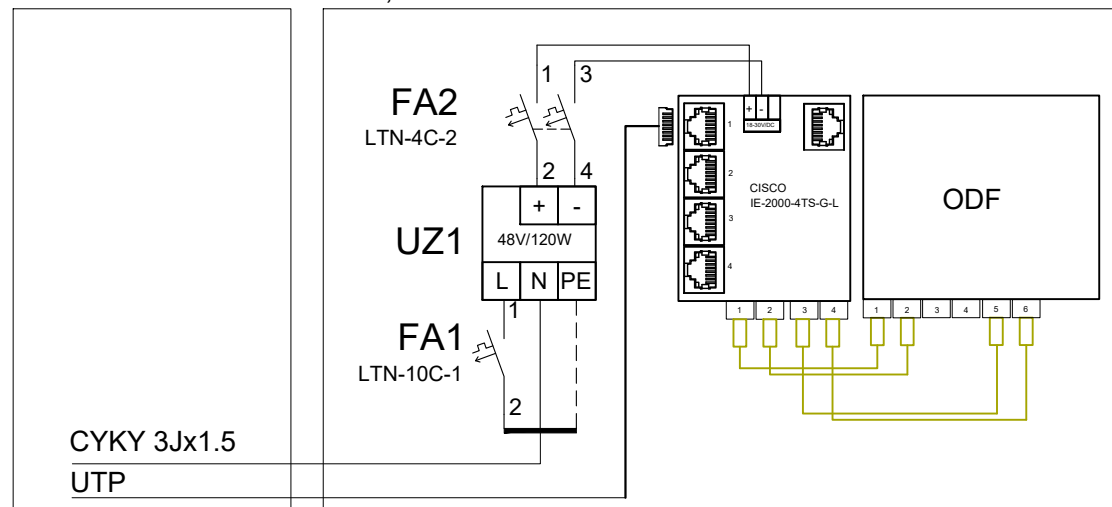 1 3
FA2
LTN-4C-2
2 4
+ -
UZ1
48V/120W
L N PE
1
FA1
LTN-10C-1
2
CYKY 3Jx1.5
UTP
+ -
18-30V/DC
1
2
3
4
CISCO
IE-2000-4TS-G-L
1 2 3 4
ODF
1 2 3 4 5 6